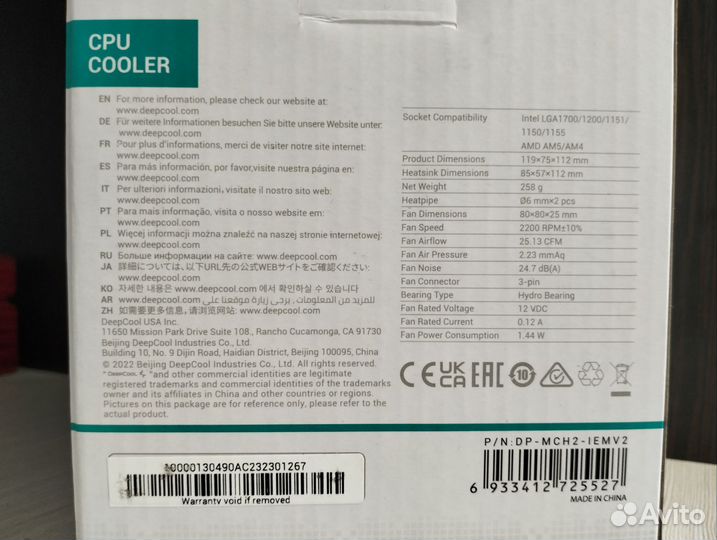 CPU
COOLER
EN For more information, please check our website at:
www.deepcool.com
DE Für weitere Informationen besuchen Sie bitte unsere Website unter:
www.deepcool.com
FR Pour plus d'informations, merci de visiter notre site internet:
www.deepcool.com
ES Para más información, por favor,visite nuestra página en:
www.deepcool.com
IT Per ulteriori informazioni, visitate il nostro sito web:
www.deepcool.com
PT Para mais informação, visita o nosso website em:
www.deepcool.com
PL Więcej informacji można znaleźć na naszej stronie internetowej:
www.deepcool.com
RU Больше информации на сайте: www.deepcool.com
JA 詳細については、以下URL先の公式WEBサイトをご確認ください
www.deepcool.com
KO 자세한 내용은 www.deepcool.com 에서 확인하실 수 있습니다
AR للمزيد من المعلومات, يرجى زيارة موقعنا على www.deepcool.com
ZH 如需要更多信息，请浏览网站: www.deepcool.com
DeepCool USA Inc.
11650 Mission Park Drive Suite 108., Rancho Cucamonga, CA 91730
Beijing DeepCool Industries Co., Ltd.
Building 10, No. 9 Dijin Road, Haidian District, Beijing 100095, China
© 2022 Beijing DeepCool Industries Co., Ltd. All rights reserved.
" DeepCool " and other commercial identities are legitimate
registered trademarks and commercial identities of the trademarks
owner and its affiliates in China and other countries or regions.
Pictures on this package are for reference only, please refer to the
actual product.
Socket Compatibility Intel LGA1700/1200/1151/
1150/1155
AMD AM5/AM4
Product Dimensions 119×75×112 mm
Heatsink Dimensions 85×57×112 mm
Net Weight 258 g
Heatpipe Ø6 mm×2 pcs
Fan Dimensions 80×80×25 mm
Fan Speed 2200 RPM±10%
Fan Airflow 25.13 CFM
Fan Air Pressure 2.23 mmAq
Fan Noise 24.7 dB(A)
Fan Connector 3-pin
Bearing Type Hydro Bearing
Fan Rated Voltage 12 VDC
Fan Rated Current 0.12 A
Fan Power Consumption 1.44 W
CE UK CA EAC 10
P/N:DP-MCH2-IEMV2
10000130490AC232301267
Warranty void if removed
6 933412 725527
MADE IN CHINA
Avito